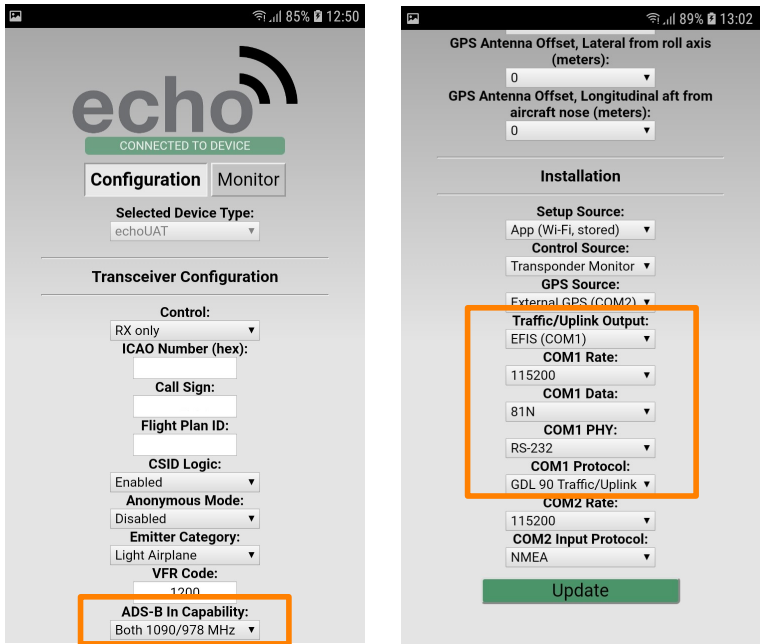 85% 12:50
echo
CONNECTED TO DEVICE
Configuration Monitor
Selected Device Type:
echoUAT
Transceiver Configuration
Control:
RX only
ICAO Number (hex):
Call Sign:
Flight Plan ID:
CSID Logic:
Enabled
Anonymous Mode:
Disabled
Emitter Category:
Light Airplane
VFR Code:
1200
ADS-B In Capability:
Both 1090/978 MHz
89% 13:02
GPS Antenna Offset, Lateral from roll axis
(meters):
0
GPS Antenna Offset, Longitudinal aft from
aircraft nose (meters):
0
Installation
Setup Source:
App (Wi-Fi, stored)
Control Source:
Transponder Monitor
GPS Source:
External GPS (COM2)
Traffic/Uplink Output:
EFIS (COM1)
COM1 Rate:
115200
COM1 Data:
81N
COM1 PHY:
RS-232
COM1 Protocol:
GDL 90 Traffic/Uplink
COM2 Rate:
115200
COM2 Input Protocol:
NMEA
Update